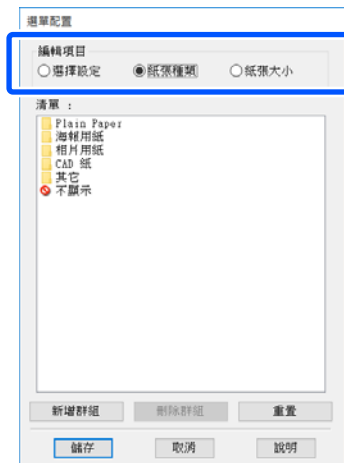 選單配置
編輯項目
選擇設定 紙張種類 紙張大小
清單 :
Plain Paper
海報用紙
相片用紙
CAD 紙
其它
不顯示
新增群組 刪除群組 重置
儲存 取消 說明